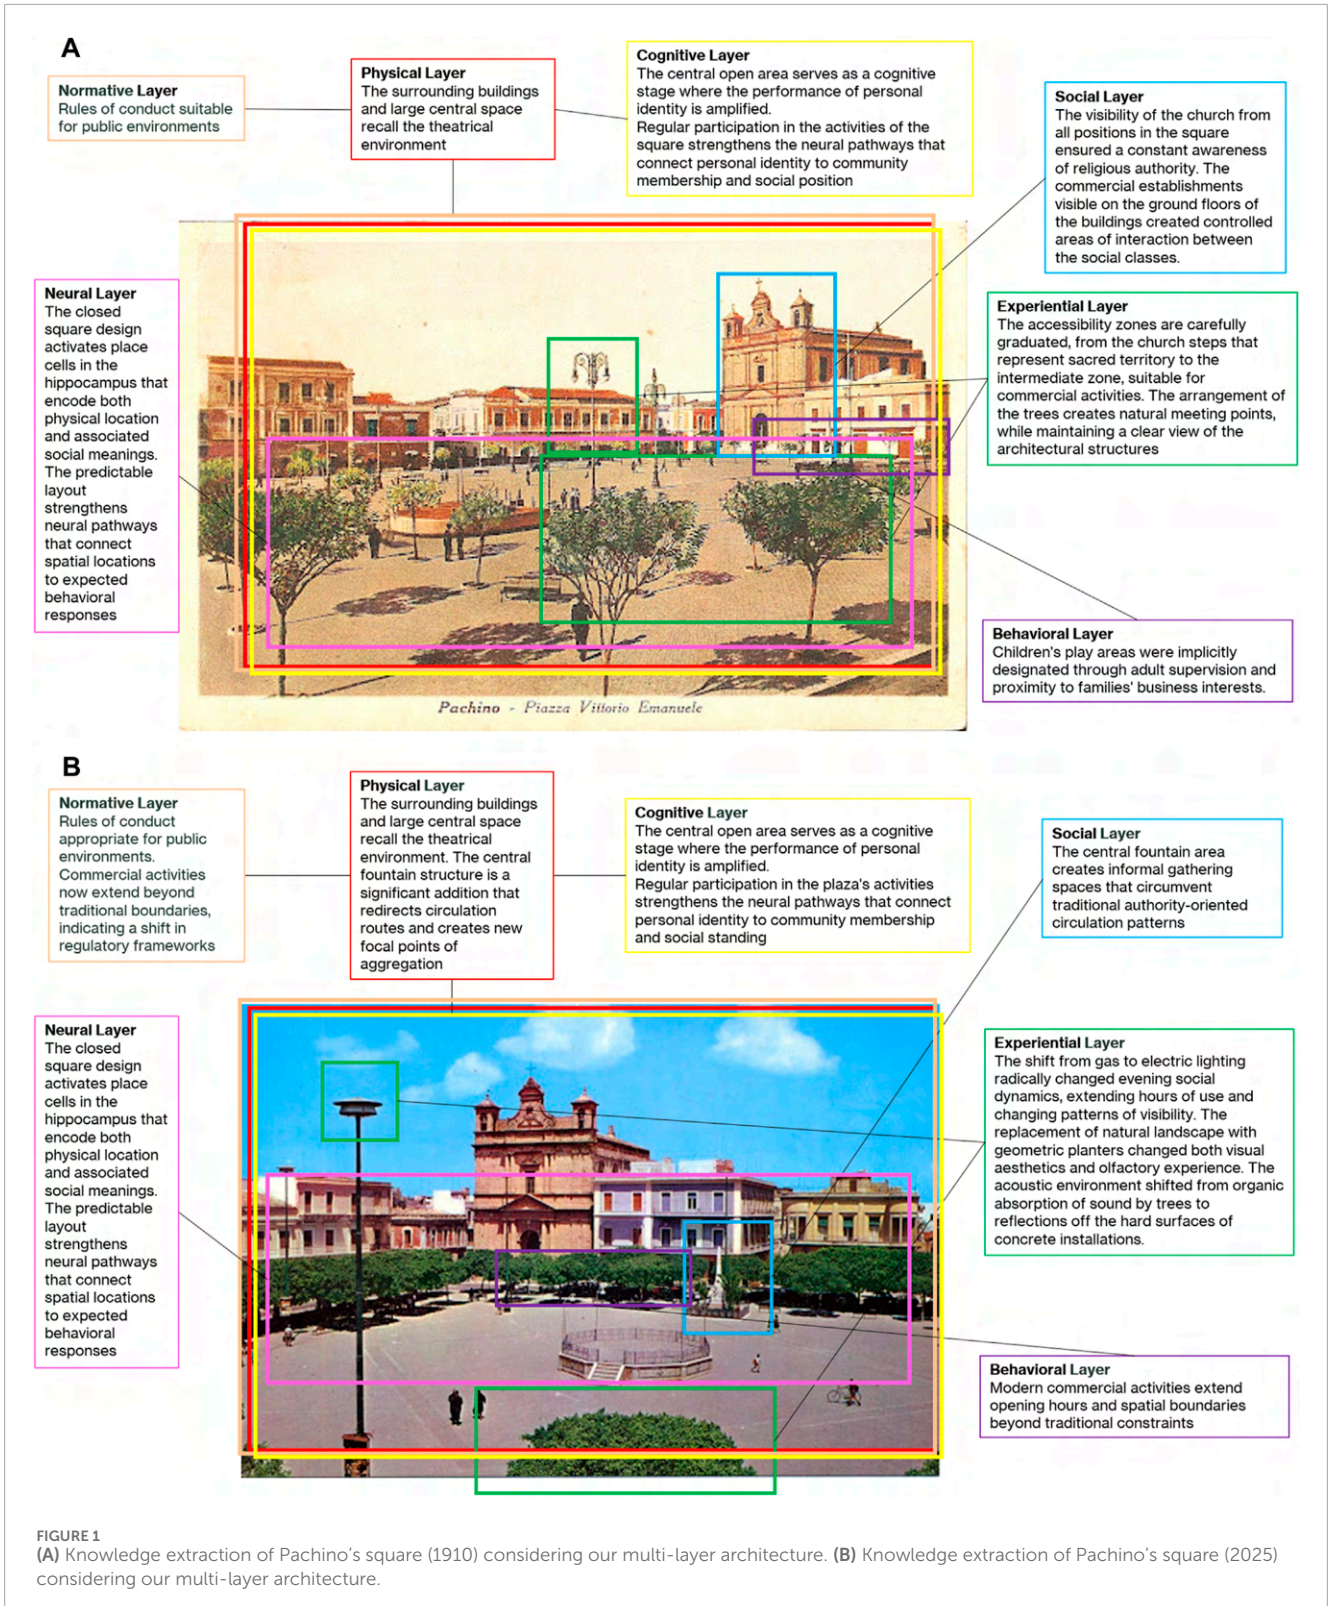 A
Normative Layer
Rules of conduct suitable
for public environments
Physical Layer
The surrounding buildings
and large central space
recall the theatrical
environment
Cognitive Layer
The central open area serves as a cognitive
stage where the performance of personal
identity is amplified.
Regular participation in the activities of the
square strengthens the neural pathways that
connect personal identity to community
membership and social position
Social Layer
The visibility of the church from
all positions in the square
ensured a constant awareness
of religious authority. The
commercial establishments
visible on the ground floors of
the buildings created controlled
areas of interaction between
the social classes.
Neural Layer
The closed
square design
activates place
cells in the
hippocampus that
encode both
physical location
and associated
social meanings.
The predictable
layout
strengthens
neural pathways
that connect
spatial locations
to expected
behavioral
responses
Experiential Layer
The accessibility zones are carefully
graduated, from the church steps that
represent sacred territory to the
intermediate zone, suitable for
commercial activities. The arrangement of
the trees creates natural meeting points,
while maintaining a clear view of the
architectural structures
Behavioral Layer
Children's play areas were implicitly
designated through adult supervision and
proximity to families' business interests.
Pachino - Piazza Vittorio Emanuele
B
Normative Layer
Rules of conduct
appropriate for public
environments.
Commercial activities
now extend beyond
traditional boundaries,
indicating a shift in
regulatory frameworks
Physical Layer
The surrounding buildings
and large central space
recall the theatrical
environment. The central
fountain structure is a
significant addition that
redirects circulation
routes and creates new
focal points of
aggregation
Cognitive Layer
The central open area serves as a cognitive
stage where the performance of personal
identity is amplified.
Regular participation in the plaza's activities
strengthens the neural pathways that connect
personal identity to community membership
and social standing
Social Layer
The central fountain area
creates informal gathering
spaces that circumvent
traditional authority-oriented
circulation patterns
Neural Layer
The closed
square design
activates place
cells in the
hippocampus that
encode both
physical location
and associated
social meanings.
The predictable
layout
strengthens
neural pathways
that connect
spatial locations
to expected
behavioral
responses
Experiential Layer
The shift from gas to electric lighting
radically changed evening social
dynamics, extending hours of use and
changing patterns of visibility. The
replacement of natural landscape with
geometric planters changed both visual
aesthetics and olfactory experience. The
acoustic environment shifted from organic
absorption of sound by trees to
reflections off the hard surfaces of
concrete installations.
Behavioral Layer
Modern commercial activities extend
opening hours and spatial boundaries
beyond traditional constraints
FIGURE 1
(A) Knowledge extraction of Pachino's square (1910) considering our multi-layer architecture. (B) Knowledge extraction of Pachino's square (2025)
considering our multi-layer architecture.